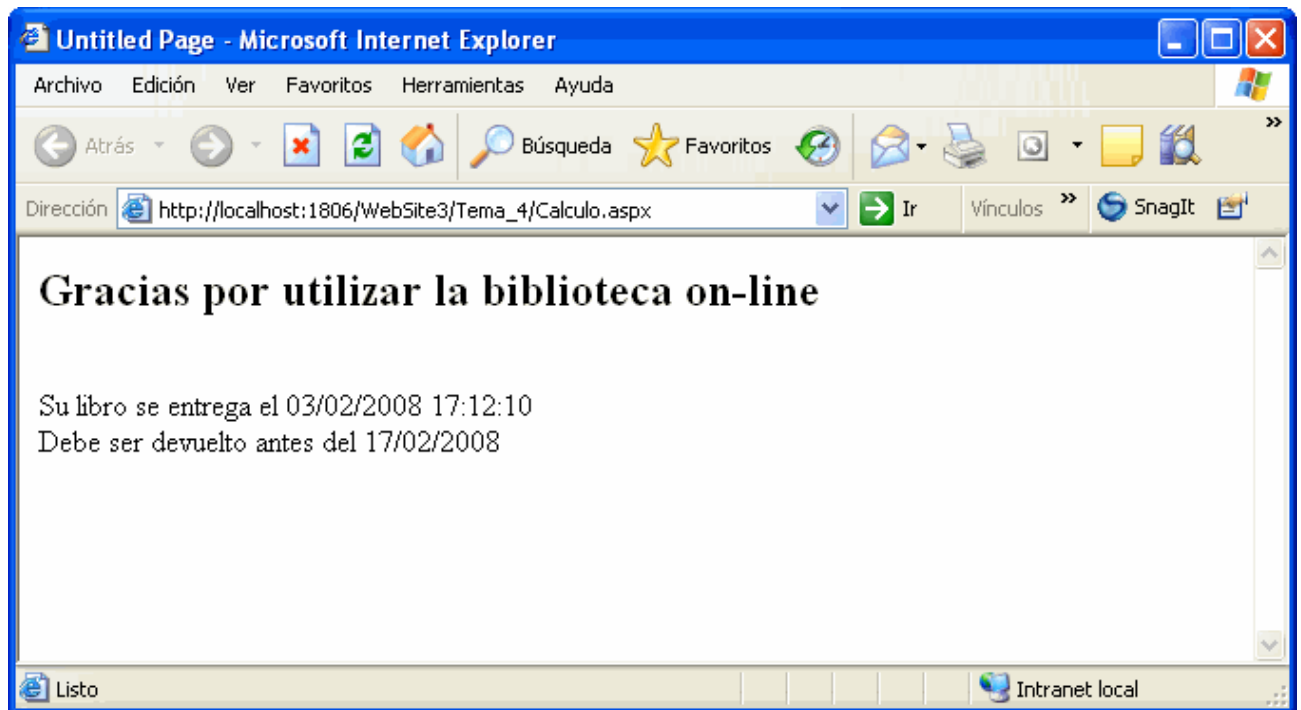 Untitled Page - Microsoft Internet Explorer
Archivo Edición Ver Favoritos Herramientas Ayuda
Atrás Búsqueda Favoritos »
Dirección http://localhost:1806/WebSite3/Tema_4/Calculo.aspx Ir Vínculos » SnagIt
Gracias por utilizar la biblioteca on-line
Su libro se entrega el 03/02/2008 17:12:10
Debe ser devuelto antes del 17/02/2008
Listo Intranet local